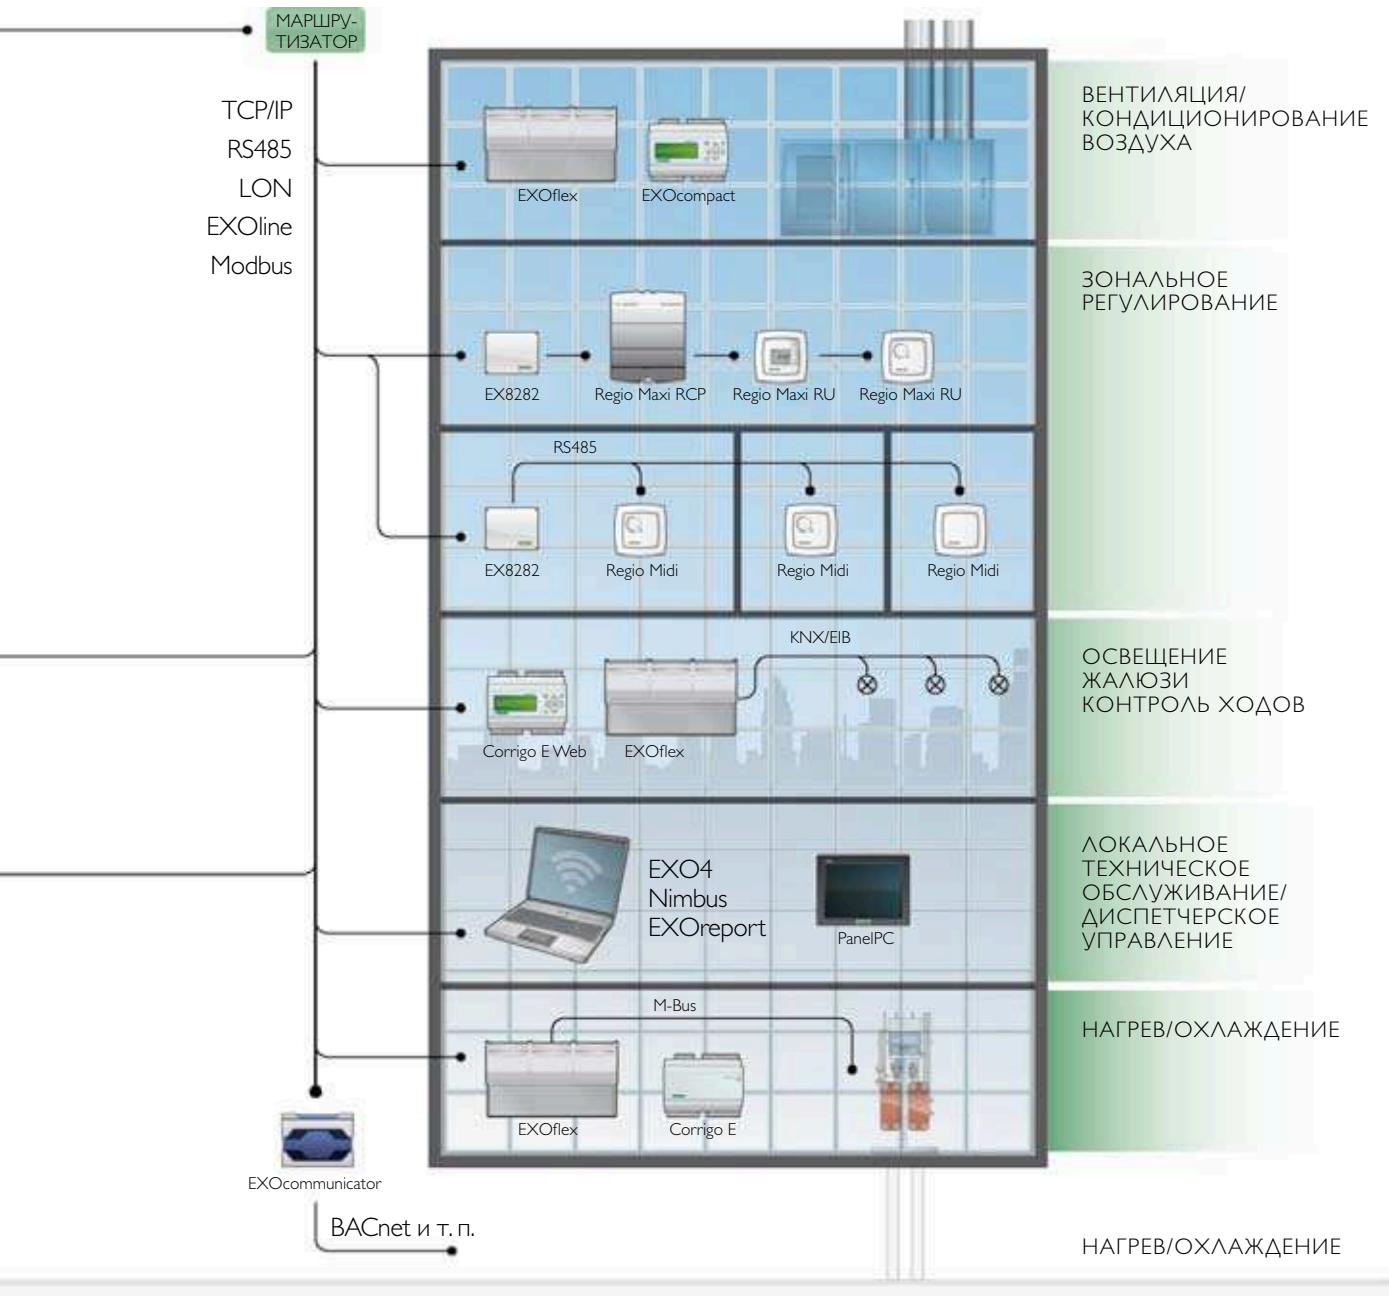 МАРШРУ-
ТИЗАТОР
TCP/IP
RS485
LON
EXOline
Modbus
EXOflex
EXOcompact
ВЕНТИЛЯЦИЯ/
КОНДИЦИОНИРОВАНИЕ
ВОЗДУХА
EX8282
Regio Maxi RCP
Regio Maxi RU
Regio Maxi RU
ЗОНАЛЬНОЕ
РЕГУЛИРОВАНИЕ
RS485
EX8282
Regio Midi
Regio Midi
Regio Midi
KNX/EIB
Corrigo E Web
EXOflex
ОСВЕЩЕНИЕ
ЖАЛЮЗИ
КОНТРОЛЬ ХОДОВ
EXO4
Nimbus
EXOreport
PanelPC
ЛОКАЛЬНОЕ
ТЕХНИЧЕСКОЕ
ОБСЛУЖИВАНИЕ/
ДИСПЕТЧЕРСКОЕ
УПРАВЛЕНИЕ
M-Bus
EXOflex
Corrigo E
НАГРЕВ/ОХЛАЖДЕНИЕ
EXOcommunicator
BACnet и т. п.
НАГРЕВ/ОХЛАЖДЕНИЕ